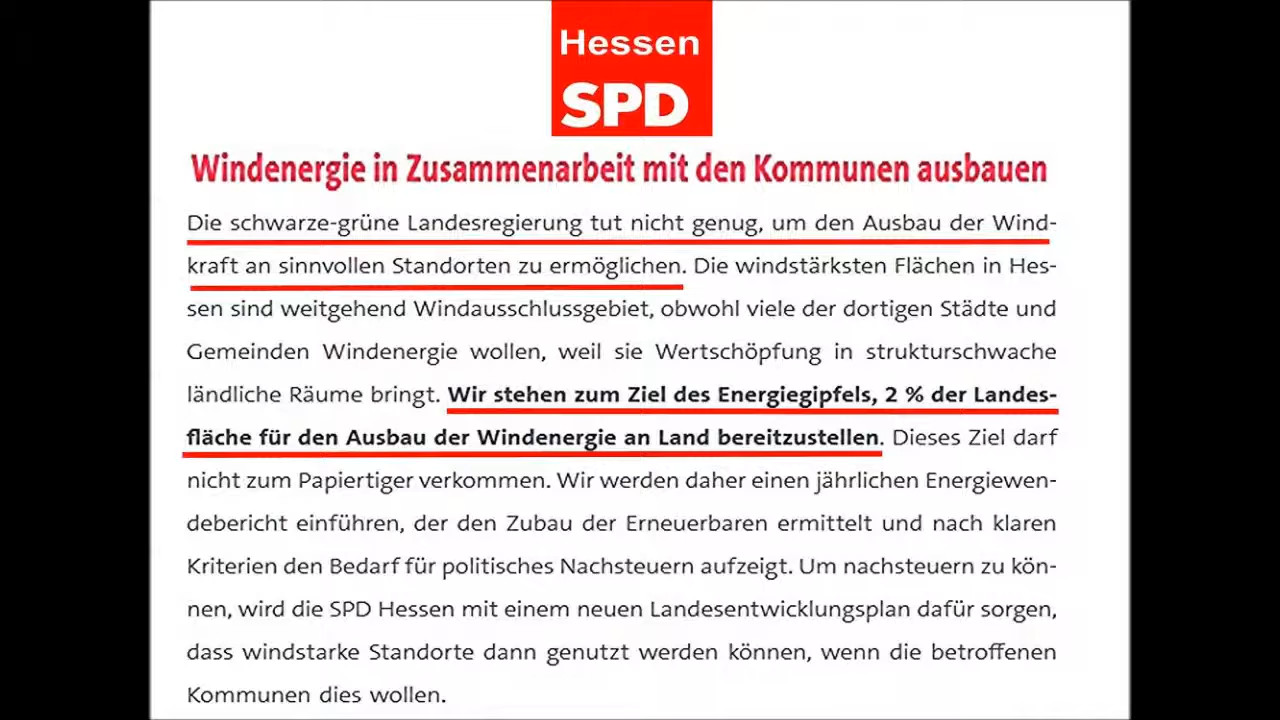 Hessen
SPD
Windenergie in Zusammenarbeit mit den Kommunen ausbauen
Die schwarze-grüne Landesregierung tut nicht genug, um den Ausbau der Wind-
kraft an sinnvollen Standorten zu ermöglichen. Die windstärksten Flächen in Hes-
sen sind weitgehend Windausschlussgebiet, obwohl viele der dortigen Städte und
Gemeinden Windenergie wollen, weil sie Wertschöpfung in strukturschwache
ländliche Räume bringt. Wir stehen zum Ziel des Energiegipfels, 2 % der Landes-
fläche für den Ausbau der Windenergie an Land bereitzustellen. Dieses Ziel darf
nicht zum Papiertiger verkommen. Wir werden daher einen jährlichen Energiewen-
debericht einführen, der den Zubau der Erneuerbaren ermittelt und nach klaren
Kriterien den Bedarf für politisches Nachsteuern aufzeigt. Um nachsteuern zu kön-
nen, wird die SPD Hessen mit einem neuen Landesentwicklungsplan dafür sorgen,
dass windstarke Standorte dann genutzt werden können, wenn die betroffenen
Kommunen dies wollen.